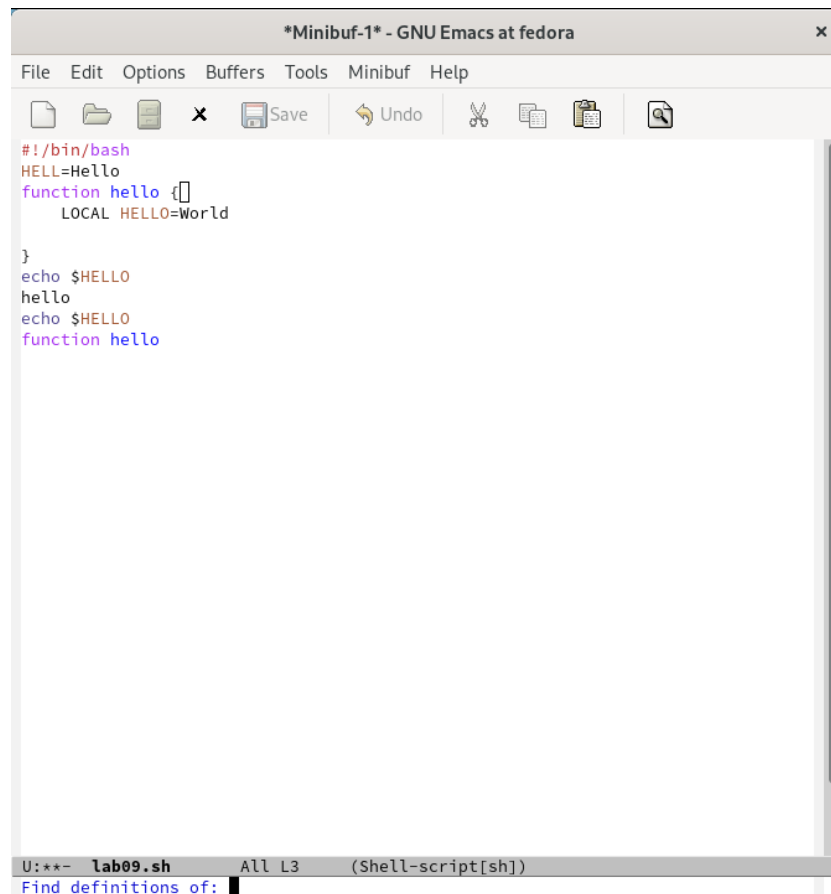 *Minibuf-1* - GNU Emacs at fedora ×
File Edit Options Buffers Tools Minibuf Help
Save Undo
#!/bin/bash
HELL=Hello
function hello {
    LOCAL HELLO=World
}
echo $HELLO
hello
echo $HELLO
function hello
U:**- lab09.sh All L3 (Shell-script[sh])
Find definitions of: